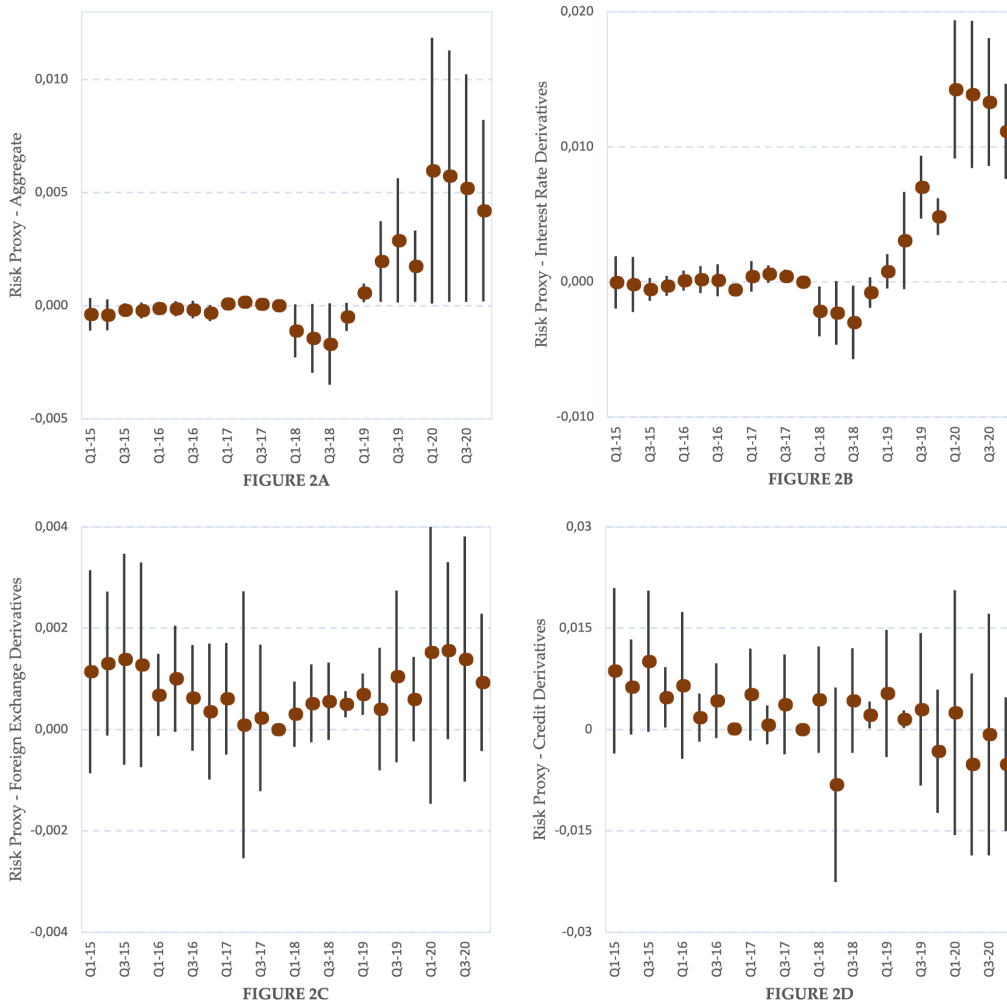 Risk Proxy - Aggregate
0,010
0,005
0,000
-0,005
Q1-15
Q3-15
Q1-16
Q3-16
Q1-17
Q3-17
Q1-18
Q3-18
Q1-19
Q3-19
Q1-20
Q3-20
FIGURE 2A
Risk Proxy - Interest Rate Derivatives
0,020
0,010
0,000
-0,010
Q1-15
Q3-15
Q1-16
Q3-16
Q1-17
Q3-17
Q1-18
Q3-18
Q1-19
Q3-19
Q1-20
Q3-20
FIGURE 2B
Risk Proxy - Foreign Exchange Derivatives
0,004
0,002
0,000
-0,002
-0,004
Q1-15
Q3-15
Q1-16
Q3-16
Q1-17
Q3-17
Q1-18
Q3-18
Q1-19
Q3-19
Q1-20
Q3-20
FIGURE 2C
Risk Proxy - Credit Derivatives
0,03
0,015
0
-0,015
-0,03
Q1-15
Q3-15
Q1-16
Q3-16
Q1-17
Q3-17
Q1-18
Q3-18
Q1-19
Q3-19
Q1-20
Q3-20
FIGURE 2D